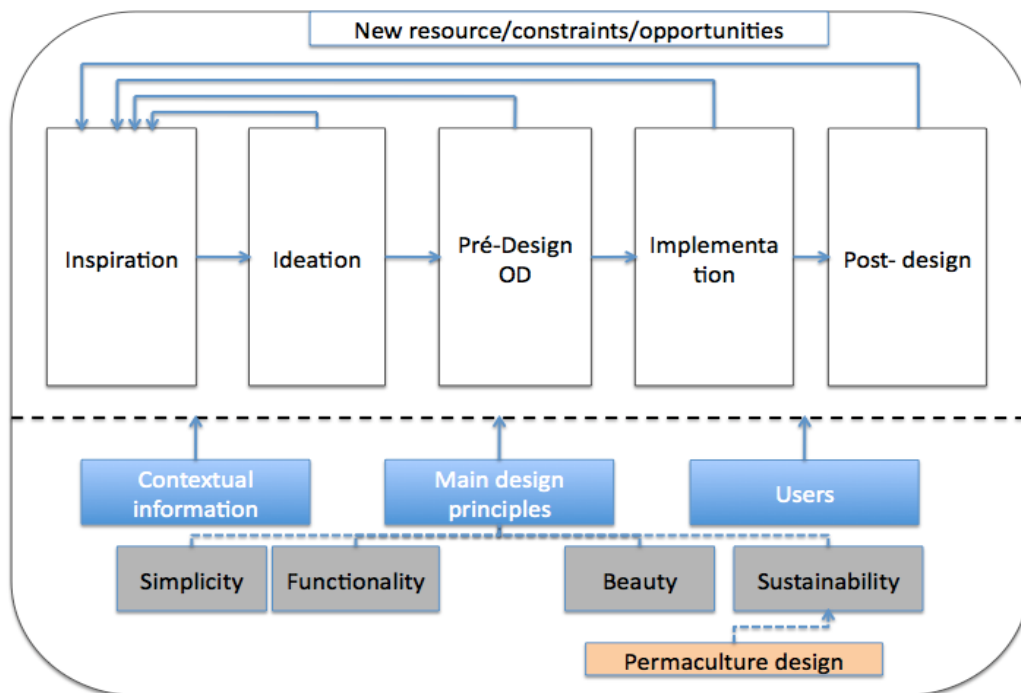 New resource/constraints/opportunities
Inspiration
Ideation
Pré-Design
OD
Implementa
tion
Post- design
Contextual
information
Main design
principles
Users
Simplicity
Functionality
Beauty
Sustainability
Permaculture design